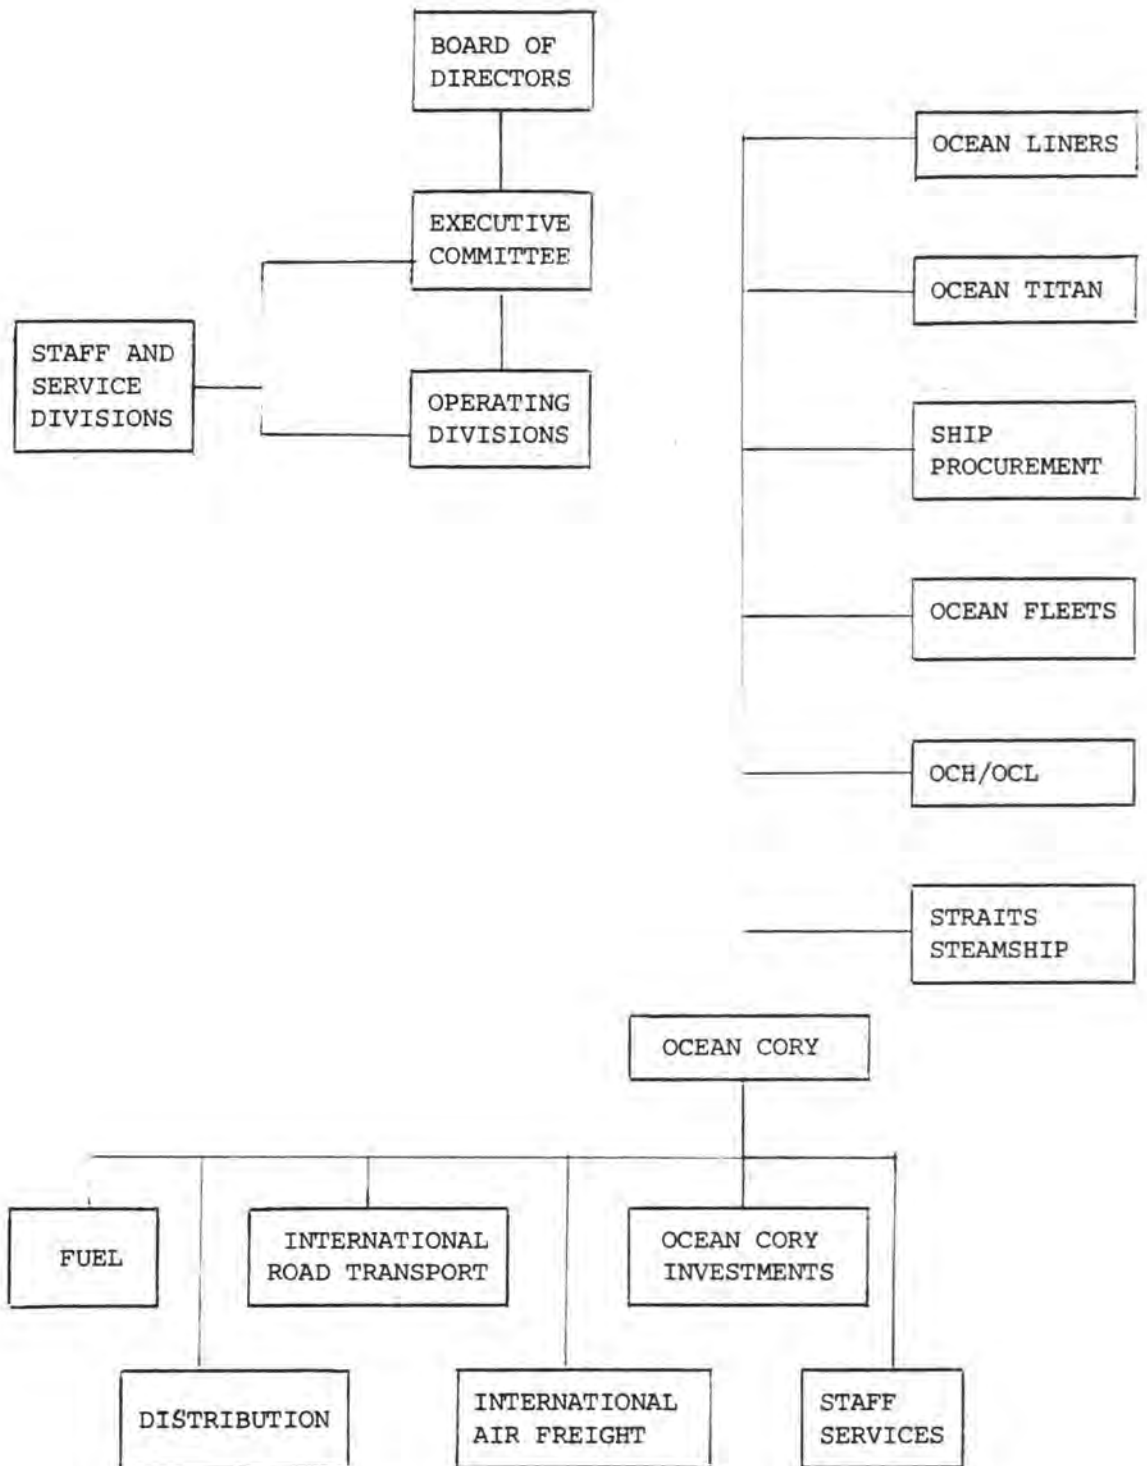 BOARD OF
DIRECTORS
EXECUTIVE
COMMITTEE
STAFF AND
SERVICE
DIVISIONS
OPERATING
DIVISIONS
OCEAN LINERS
OCEAN TITAN
SHIP
PROCUREMENT
OCEAN FLEETS
OCH/OCL
STRAITS
STEAMSHIP
OCEAN CORY
FUEL
INTERNATIONAL
ROAD TRANSPORT
OCEAN CORY
INVESTMENTS
DISTRIBUTION
INTERNATIONAL
AIR FREIGHT
STAFF
SERVICES